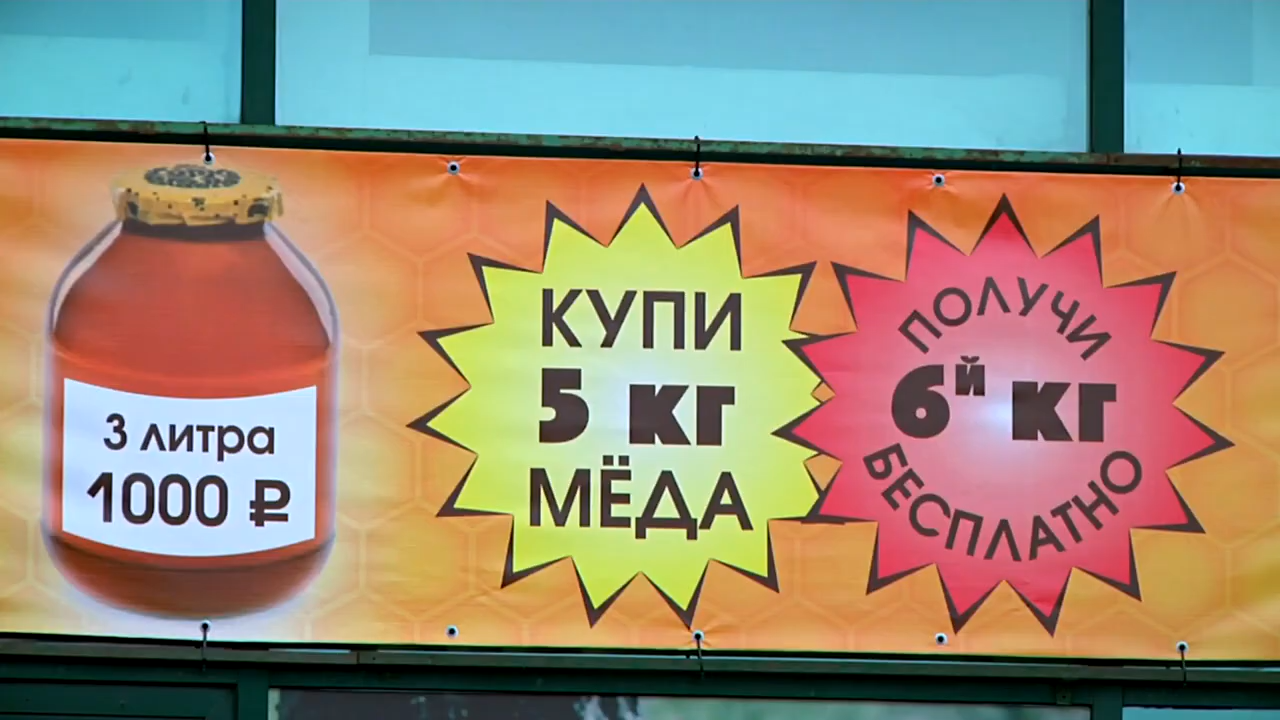 3 литра
1000 ₽
КУПИ
5 кг
МЁДА
ПОЛУЧИ
6й кг
БЕСПЛАТНО